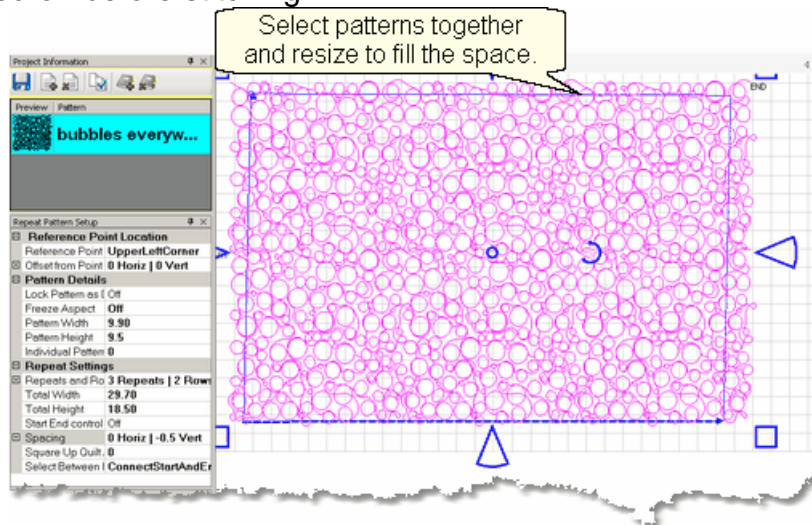 Select patterns together
and resize to fill the space.
Project Information
END
Preview Pattern
bubbles everyw...
Repeat Pattern Setup
Reference Point Location
Reference Point UpperLeftCorner
Offset from Point 0 Horiz | 0 Vert
Pattern Details
Lock Pattern as Off
Freeze Aspect Off
Pattern Width 9.90
Pattern Height 9.5
Individual Patter 0
Repeat Settings
Repeats and Ro 3 Repeats | 2 Rows
Total Width 29.70
Total Height 18.50
Start End control Off
Spacing 0 Horiz | -0.5 Vert
Square Up Quilt. 0
Select Between ConnectStartAndEr